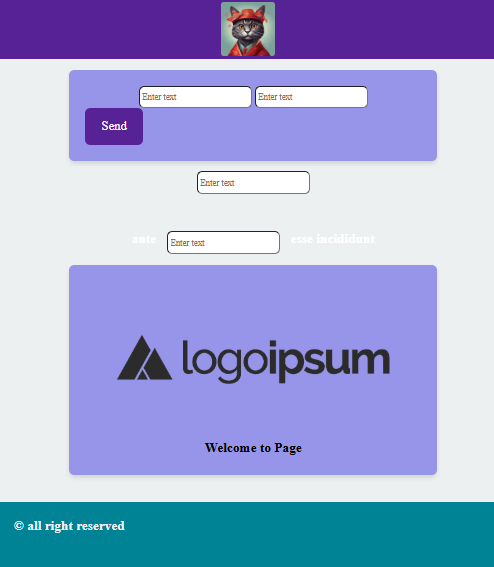 Enter text Enter text
Send
Enter text
ante Enter text esse incididunt
logoipsum
Welcome to Page
© all right reserved